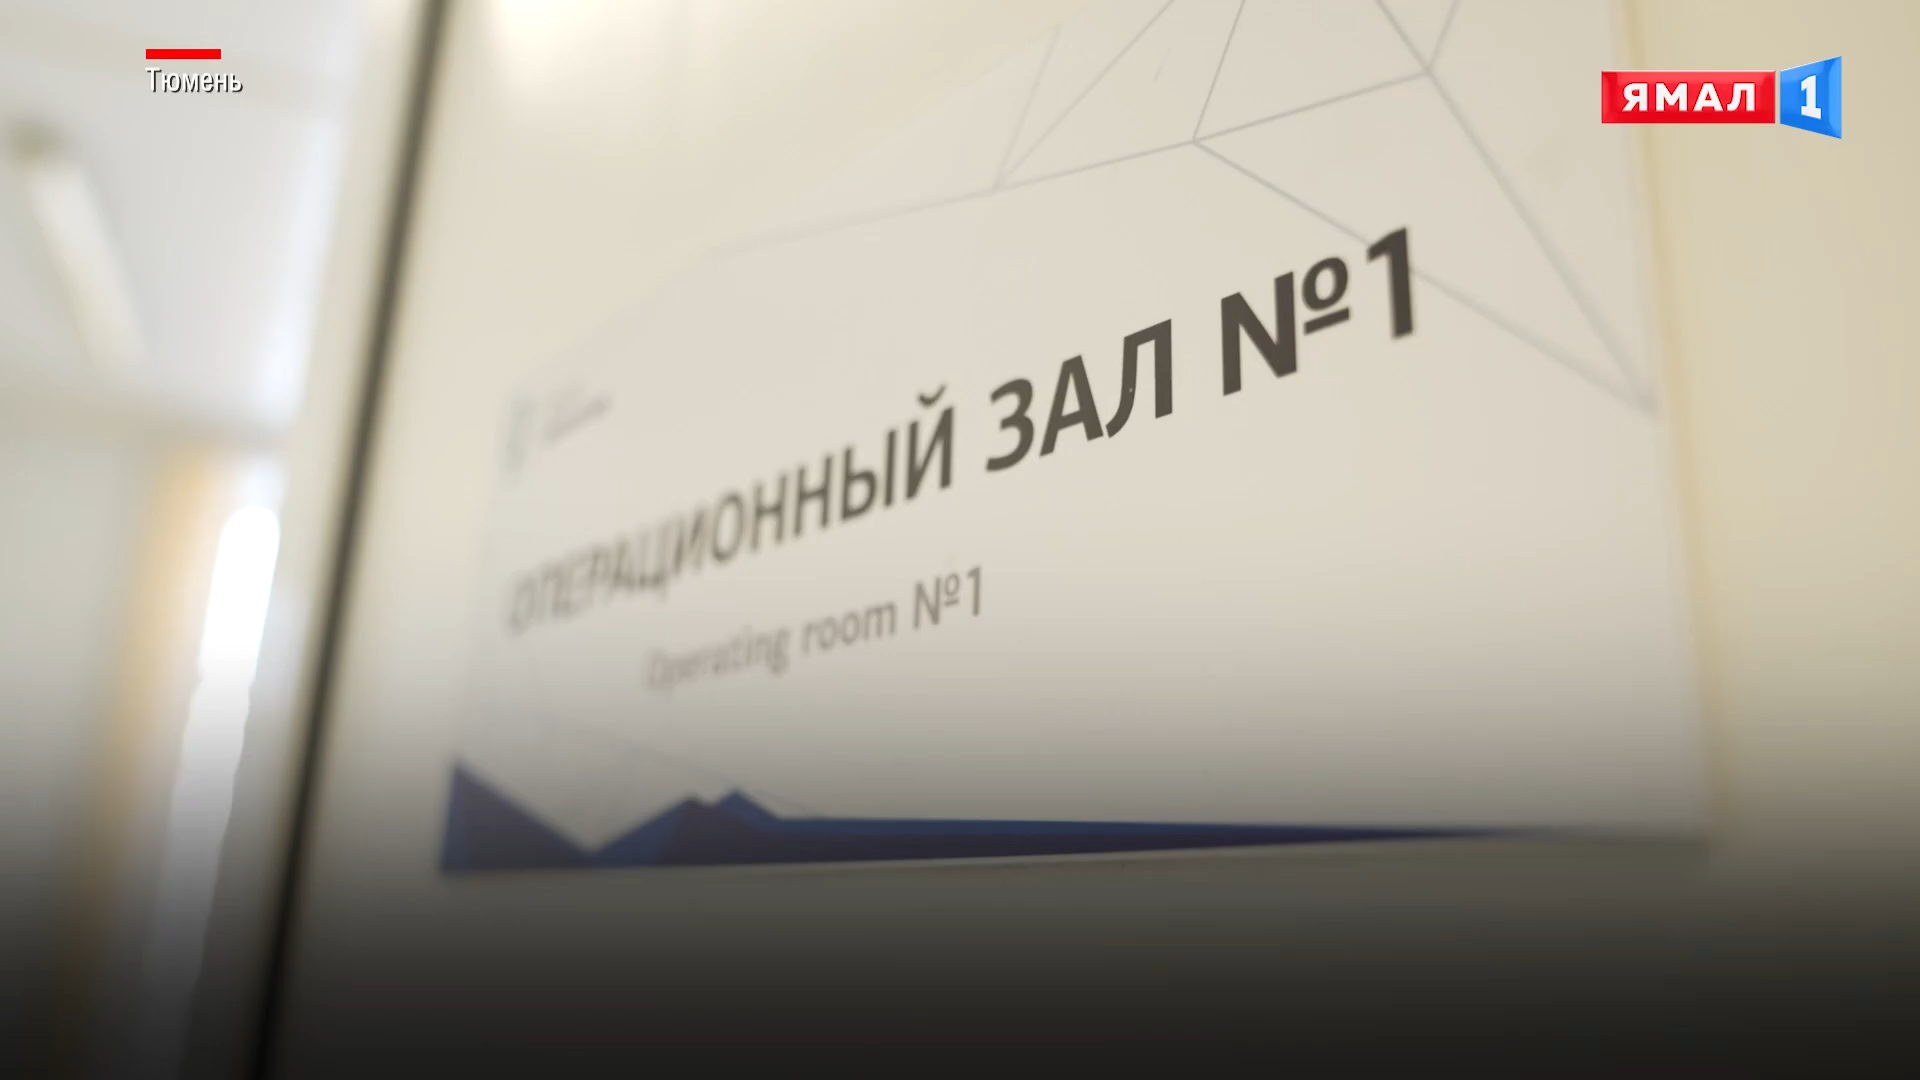 Тюмень
ЯМАЛ 1
ОПЕРАЦИОННЫЙ ЗАЛ №1
Operating room №1